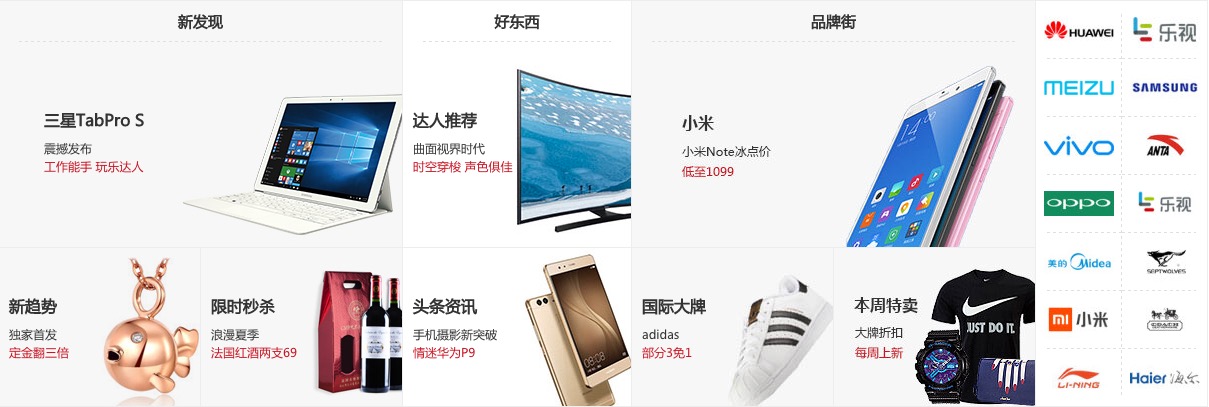 新发现
好东西
品牌街
三星TabPro S
震撼发布
工作能手 玩乐达人
达人推荐
曲面视界时代
时空穿梭 声色俱佳
小米
小米Note冰点价
低至1099
14:00
新趋势
独家首发
定金翻三倍
限时秒杀
浪漫夏季
法国红酒两支69
头条资讯
手机摄影新突破
情迷华为P9
08:08
国际大牌
adidas
部分3免1
本周特卖
大牌折扣
每周上新
JUST DO IT.
HUAWEI
乐视
MEIZU
SAMSUNG
vivo
ANTA
oppo
乐视
美的 Midea
SEPTWOLVES
MI 小米
LI-NING
Haier 海尔